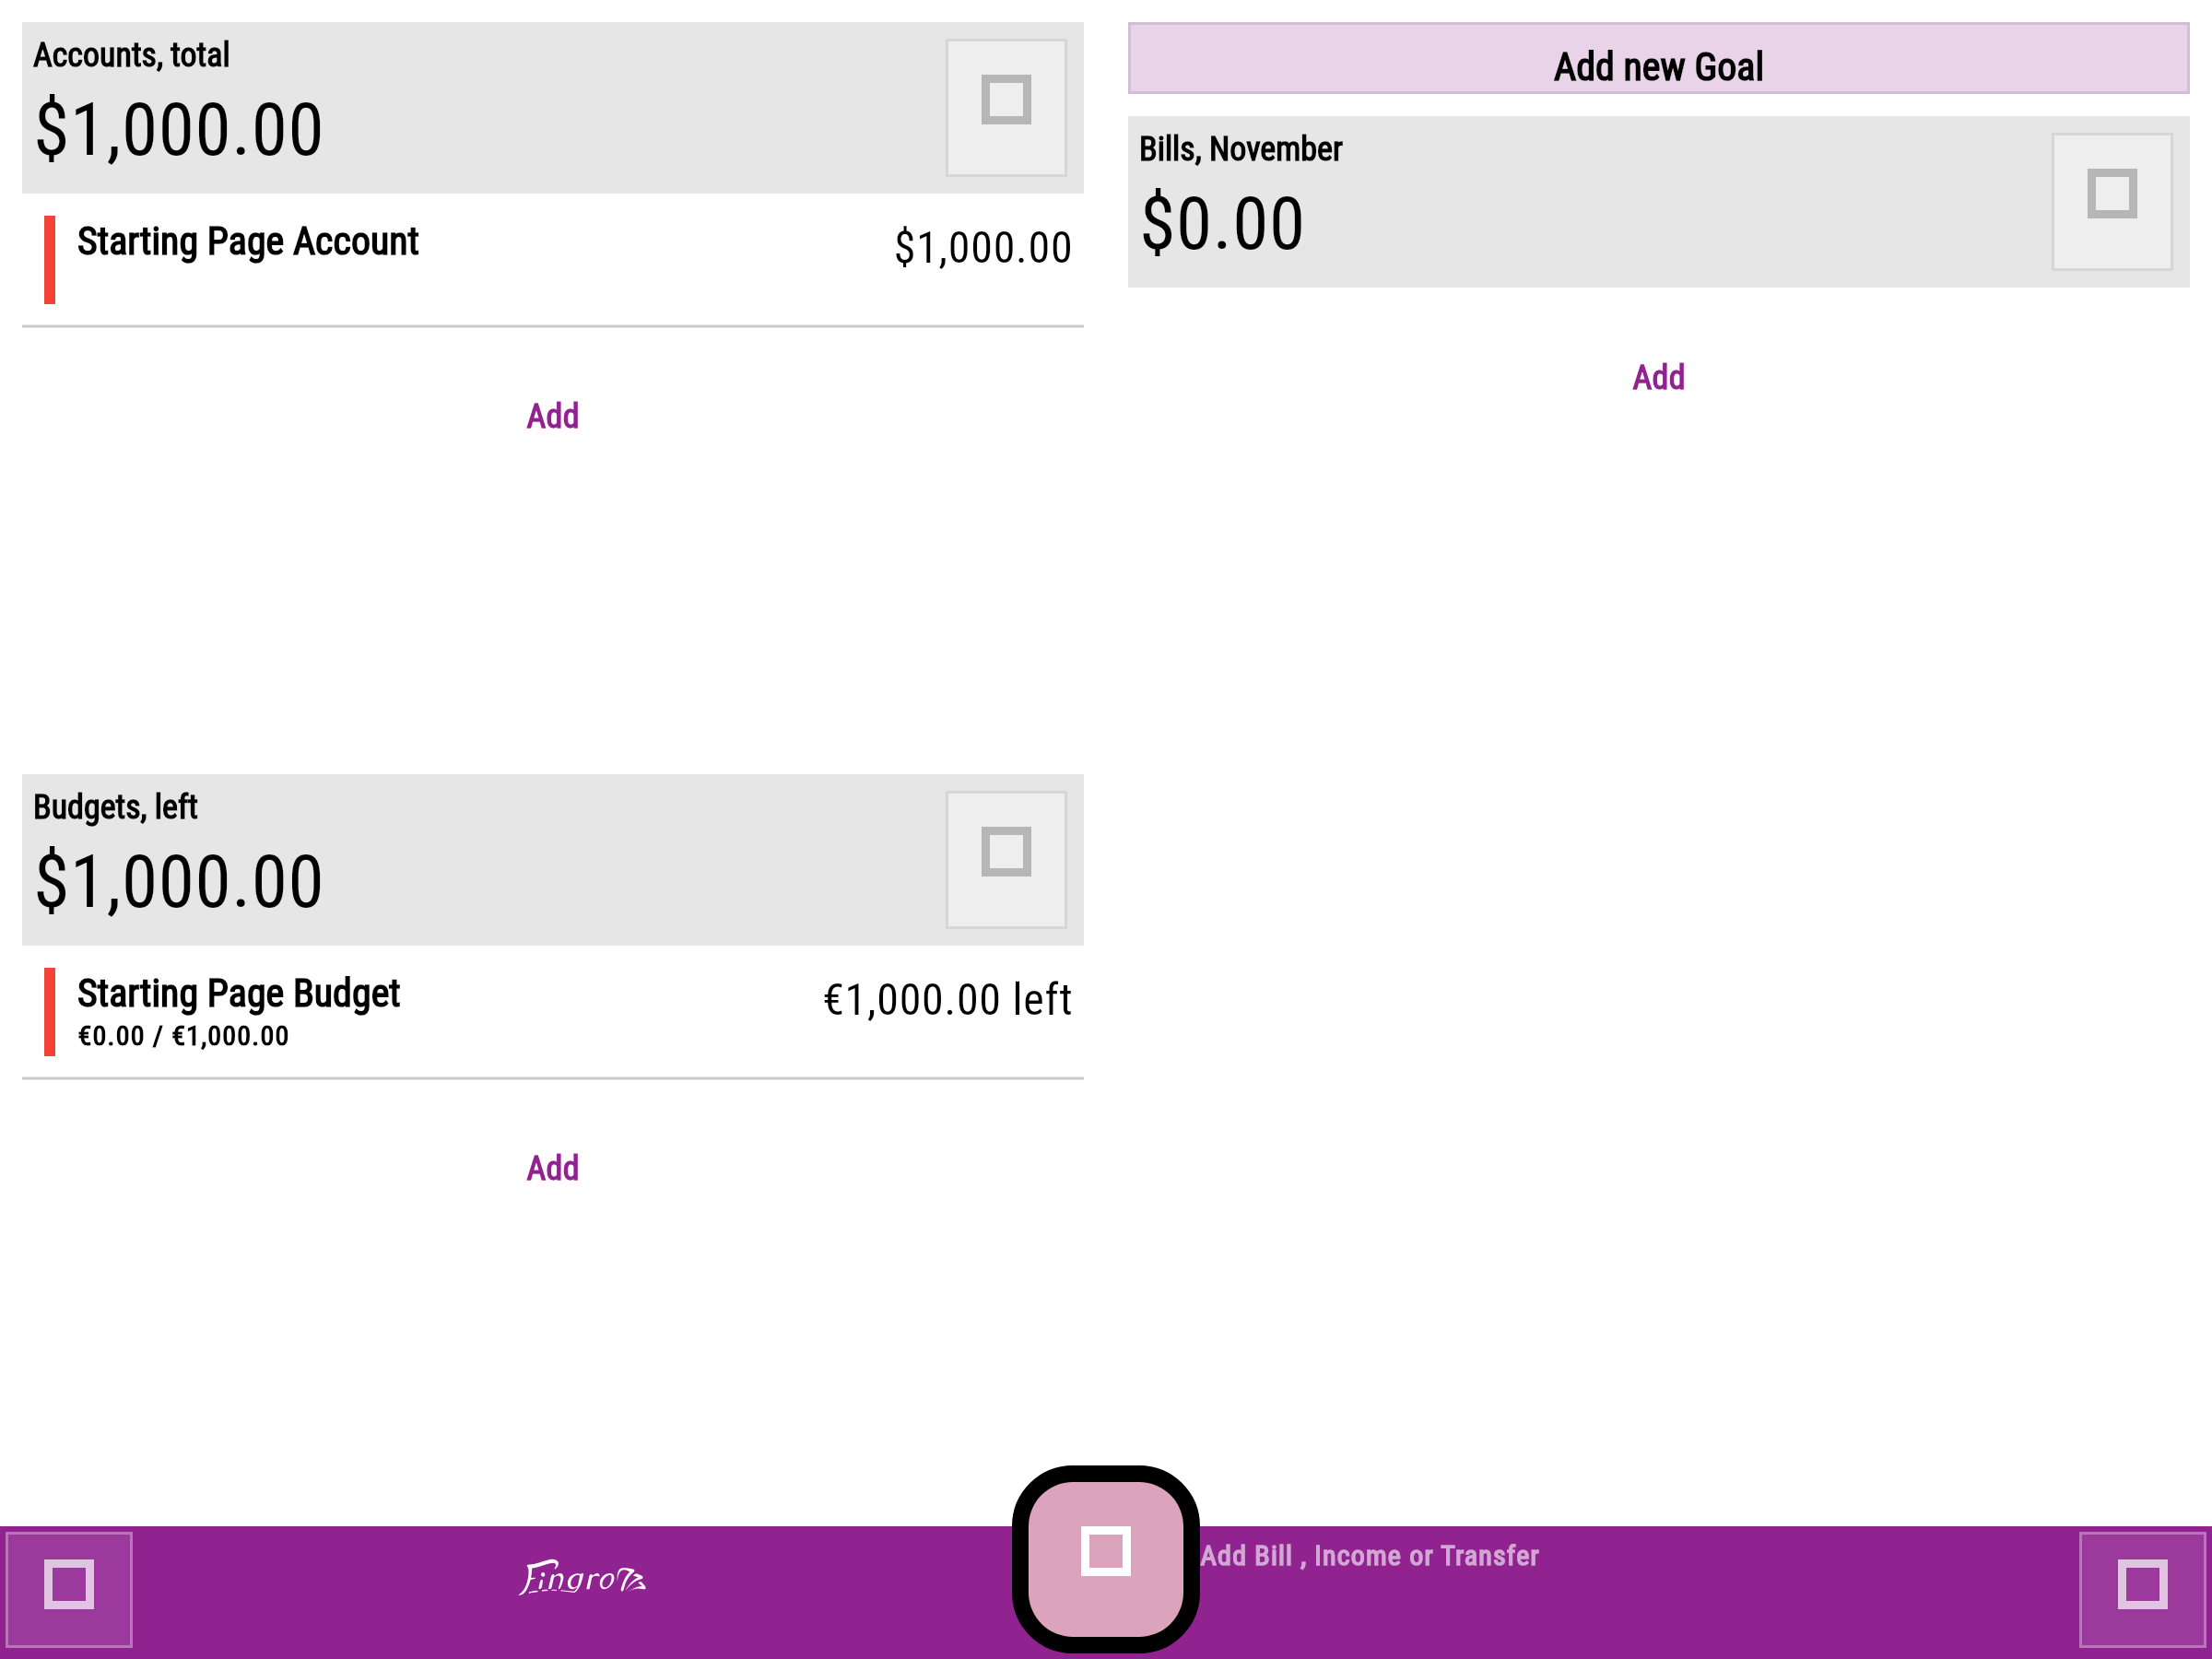 Accounts, total
$1,000.00
Starting Page Account
$1,000.00
Add
Budgets, left
$1,000.00
Starting Page Budget
€1,000.00 left
€0.00 / €1,000.00
Add
Add new Goal
Bills, November
$0.00
Add
Fingro
Add Bill , Income or Transfer